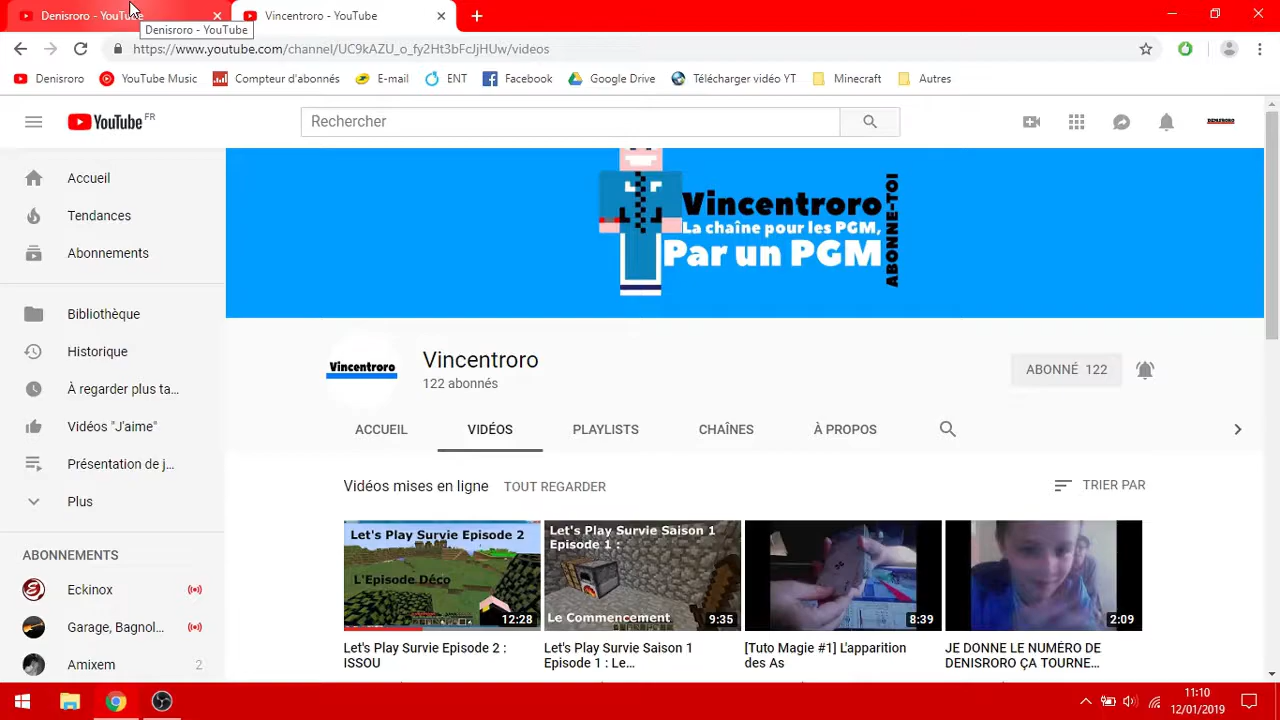 Denisroro - YouTube
Vincentroro - YouTube
Denisroro - YouTube
https://www.youtube.com/channel/UC9kAZU_o_fy2Ht3bFcJjHUw/videos
Denisroro YouTube Music Compteur d'abonnés E-mail ENT Facebook Google Drive Télécharger vidéo YT Minecraft Autres
YouTube FR
Rechercher
DENISRORO
Accueil
Tendances
Abonnements
Bibliothèque
Historique
À regarder plus ta...
Vidéos "J'aime"
Présentation de j...
Plus
ABONNEMENTS
Eckinox
Garage, Bagnol...
Amixem 2
Vincentroro
La chaîne pour les PGM,
Par un PGM
ABONNE-TOI
Vincentroro
Vincentroro
122 abonnés
ABONNÉ 122
ACCUEIL VIDÉOS PLAYLISTS CHAÎNES À PROPOS
Vidéos mises en ligne TOUT REGARDER TRIER PAR
Let's Play Survie Episode 2
L'Episode Déco
12:28
Let's Play Survie Episode 2 :
ISSOU
Let's Play Survie Saison 1
Episode 1 :
Le Commencement
9:35
Let's Play Survie Saison 1
Episode 1 : Le...
8:39
[Tuto Magie #1] L'apparition
des As
2:09
JE DONNE LE NUMÉRO DE
DENISRORO ÇA TOURNE...
11:10
12/01/2019